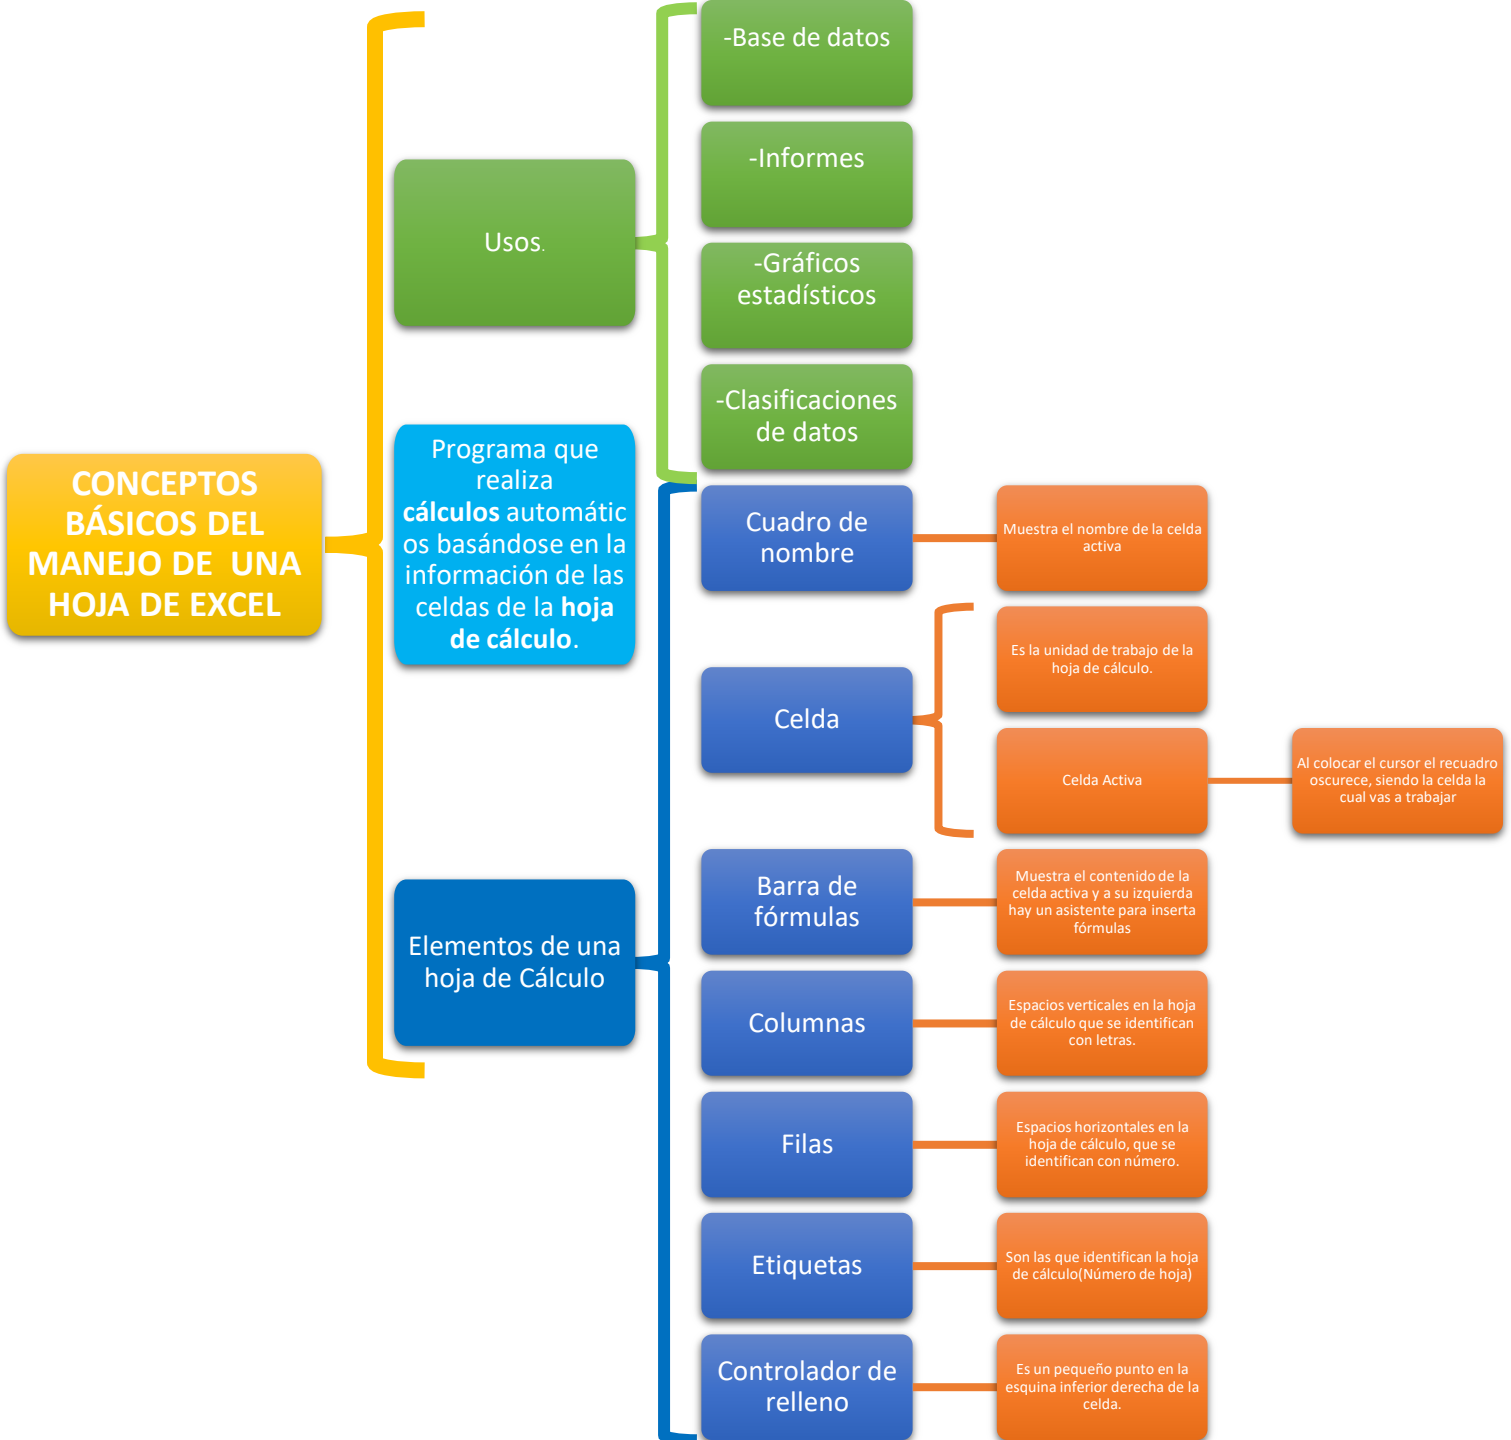 CONCEPTOS
BÁSICOS DEL
MANEJO DE UNA
HOJA DE EXCEL
Usos.
-Base de datos
-Informes
-Gráficos
estadísticos
-Clasificaciones
de datos
Programa que
realiza
cálculos automátic
os basándose en la
información de las
celdas de la hoja
de cálculo.
Elementos de una
hoja de Cálculo
Cuadro de
nombre
Muestra el nombre de la celda
activa
Celda
Es la unidad de trabajo de la
hoja de cálculo.
Celda Activa
Al colocar el cursor el recuadro
oscurece, siendo la celda la
cual vas a trabajar
Barra de
fórmulas
Muestra el contenido de la
celda activa y a su izquierda
hay un asistente para inserta
fórmulas
Columnas
Espacios verticales en la hoja
de cálculo que se identifican
con letras.
Filas
Espacios horizontales en la
hoja de cálculo, que se
identifican con número.
Etiquetas
Son las que identifican la hoja
de cálculo(Número de hoja)
Controlador de
relleno
Es un pequeño punto en la
esquina inferior derecha de la
celda.